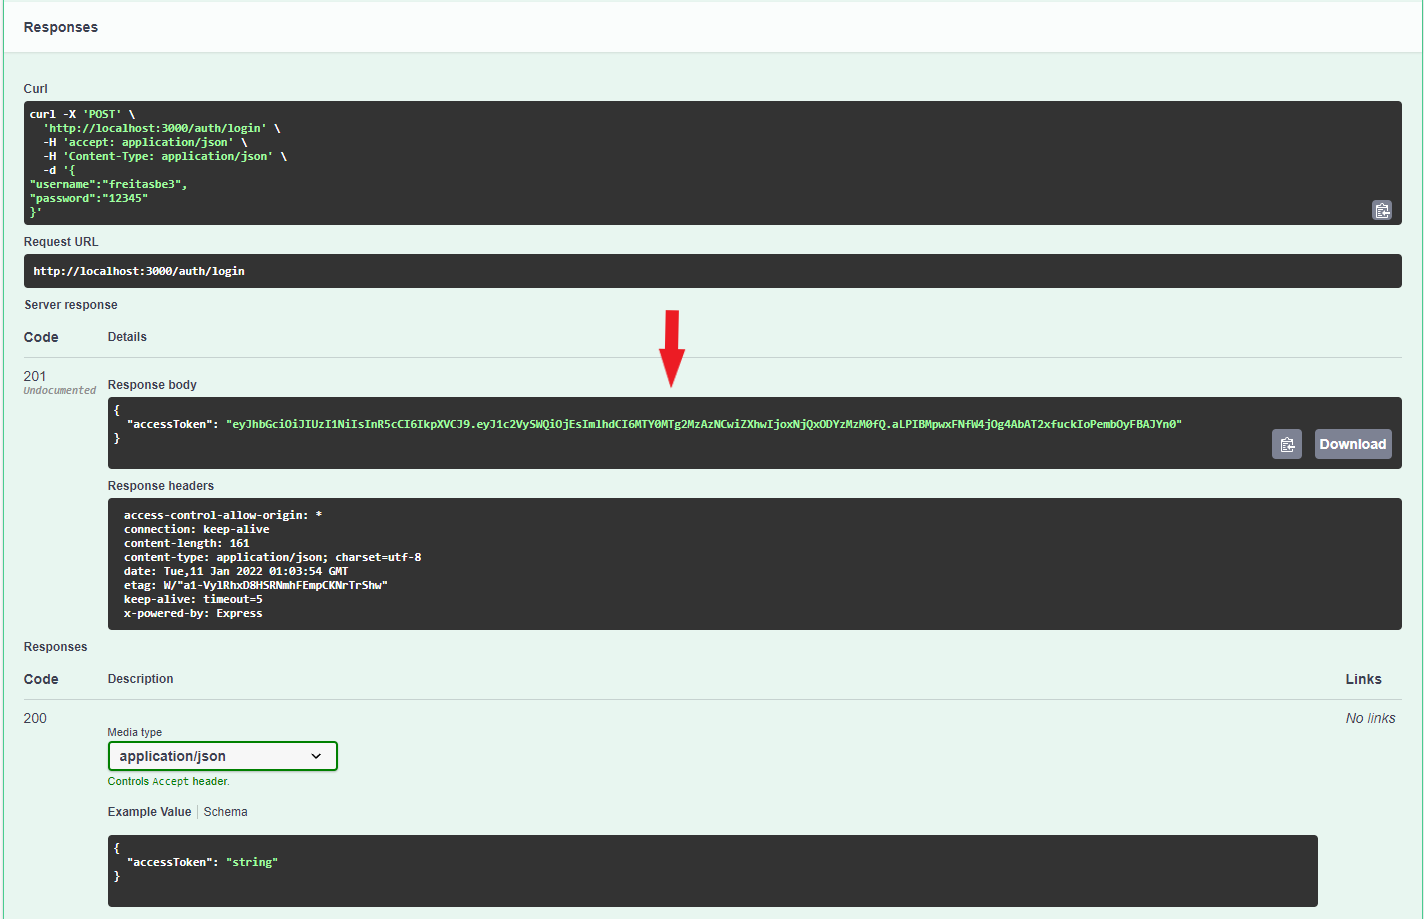 Responses
Curl
curl -X 'POST' \
'http://localhost:3000/auth/login' \
-H 'accept: application/json' \
-H 'Content-Type: application/json' \
-d '{
"username":"freitasbe3",
"password":"12345"
}'
Request URL
http://localhost:3000/auth/login
Server response
Code Details
201
Undocumented
Response body
{
"accessToken": "eyJhbGciOiJIUzI1NiIsInR5cCI6IkpXVCJ9.eyJ1c2VySWQiOjEsImlhdCI6MTY0MTg2MzAzNCwiZXhwIjoxNjQxODYzMzM0fQ.aLPIBMpwxFNfW4jOg4AbAT2xfuckIoPembOyFBAJYn0"
}
Download
Response headers
access-control-allow-origin: *
connection: keep-alive
content-length: 161
content-type: application/json; charset=utf-8
date: Tue,11 Jan 2022 01:03:54 GMT
etag: W/"a1-VylRhxD8HSRNmhFEmpCKNrTrShw"
keep-alive: timeout=5
x-powered-by: Express
Responses
Code Description Links
200 No links
Media type
application/json
Controls Accept header.
Example Value Schema
{
"accessToken": "string"
}